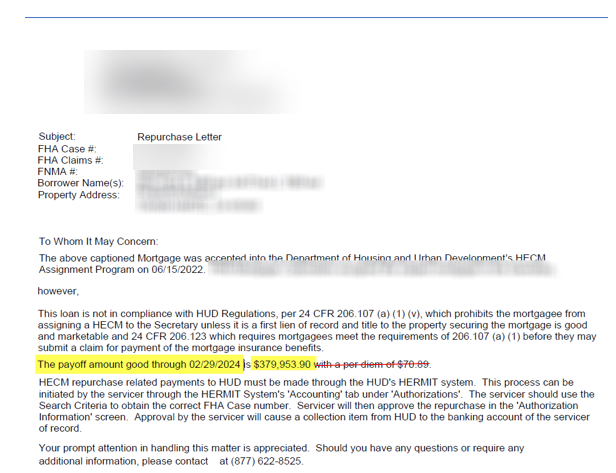 Subject: Repurchase Letter
FHA Case #:
FHA Claims #:
FNMA #:
Borrower Name(s):
Property Address:
To Whom It May Concern:
The above captioned Mortgage was accepted into the Department of Housing and Urban Development's HECM
Assignment Program on 06/15/2022.
however,
This loan is not in compliance with HUD Regulations, per 24 CFR 206.107 (a) (1) (v), which prohibits the mortgagee from
assigning a HECM to the Secretary unless it is a first lien of record and title to the property securing the mortgage is good
and marketable and 24 CFR 206.123 which requires mortgagees meet the requirements of 206.107 (a) (1) before they may
submit a claim for payment of the mortgage insurance benefits.
The payoff amount good through 02/29/2024 is $379,953.90 with a per diem of $70.89.
HECM repurchase related payments to HUD must be made through the HUD's HERMIT system. This process can be
initiated by the servicer through the HERMIT System's 'Accounting' tab under 'Authorizations'. The servicer should use the
Search Criteria to obtain the correct FHA Case number. Servicer will then approve the repurchase in the 'Authorization
Information' screen. Approval by the servicer will cause a collection item from HUD to the banking account of the servicer
of record.
Your prompt attention in handling this matter is appreciated. Should you have any questions or require any
additional information, please contact at (877) 622-8525.